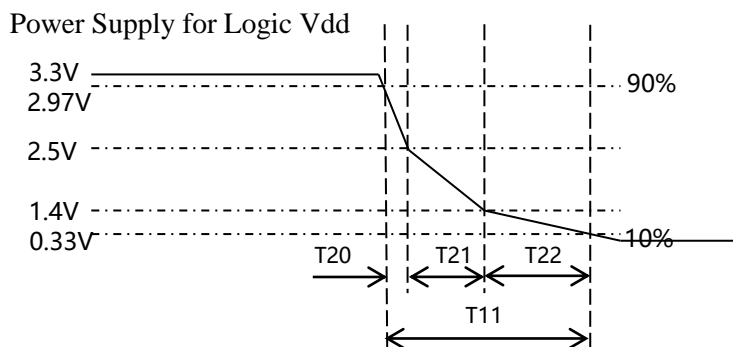 Power Supply for Logic Vdd
3.3V
2.97V
90%
2.5V
1.4V
0.33V
10%
T20
T21
T22
T11